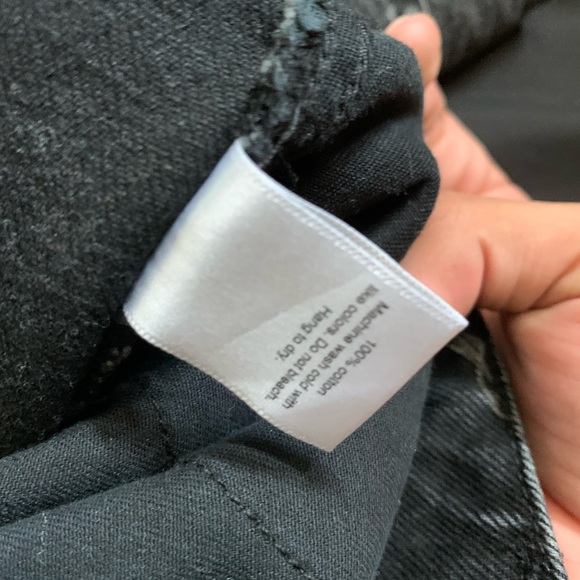 100% cotton
Machine wash cold with
like colors. Do not bleach.
Hang to dry.